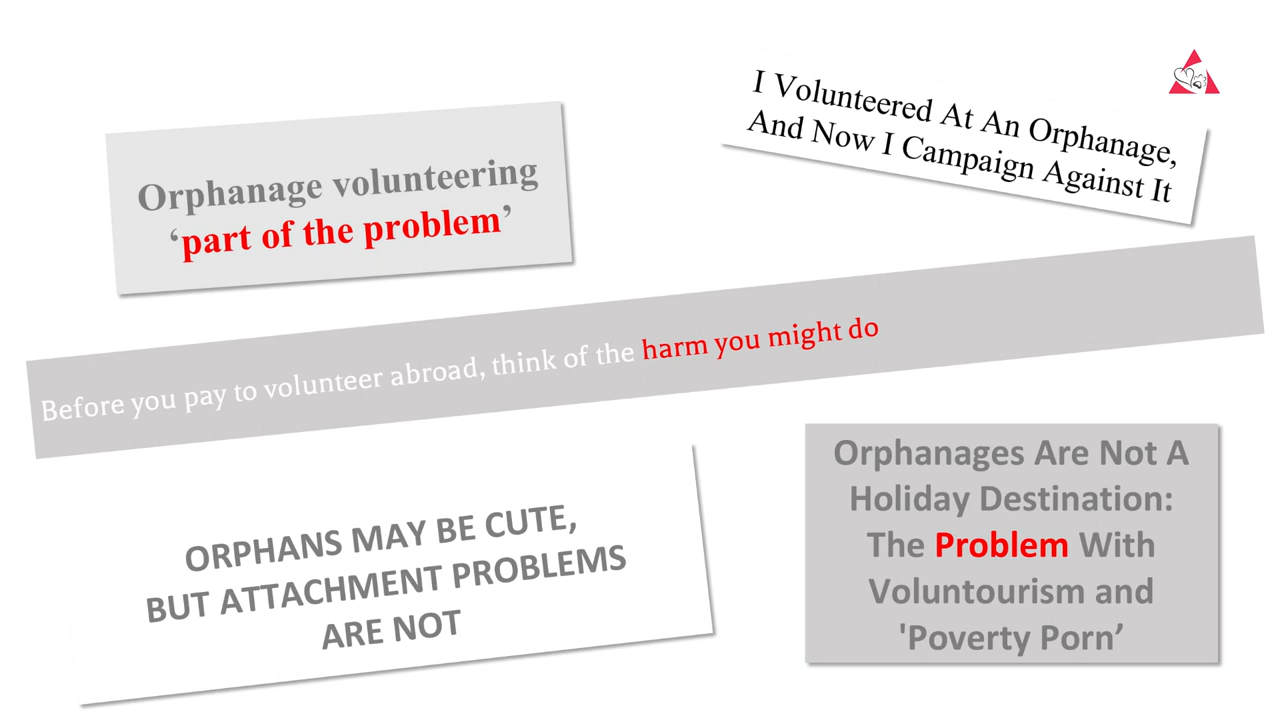 Orphanage volunteering
‘part of the problem’
I Volunteered At An Orphanage,
And Now I Campaign Against It
Before you pay to volunteer abroad, think of the harm you might do
ORPHANS MAY BE CUTE,
BUT ATTACHMENT PROBLEMS
ARE NOT
Orphanages Are Not A
Holiday Destination:
The Problem With
Voluntourism and
'Poverty Porn’